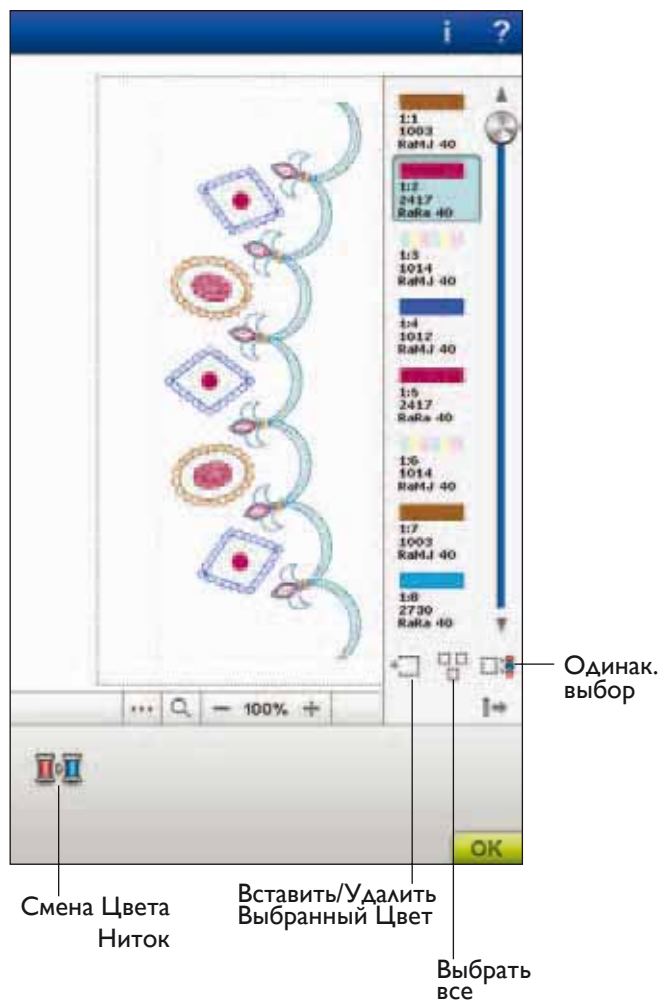 i ?
1:1
1003
RaMJ 40
1:2
2417
RaRa 40
1:3
1014
RaMJ 40
1:4
1012
RaMJ 40
1:5
2417
RaRa 40
1:6
1014
RaMJ 40
1:7
1003
RaMJ 40
1:8
2730
RaRa 40
Одинак.
выбор
... − 100% +
OK
Смена Цвета
Ниток
Вставить/Удалить
Выбранный Цвет
Выбрать
все